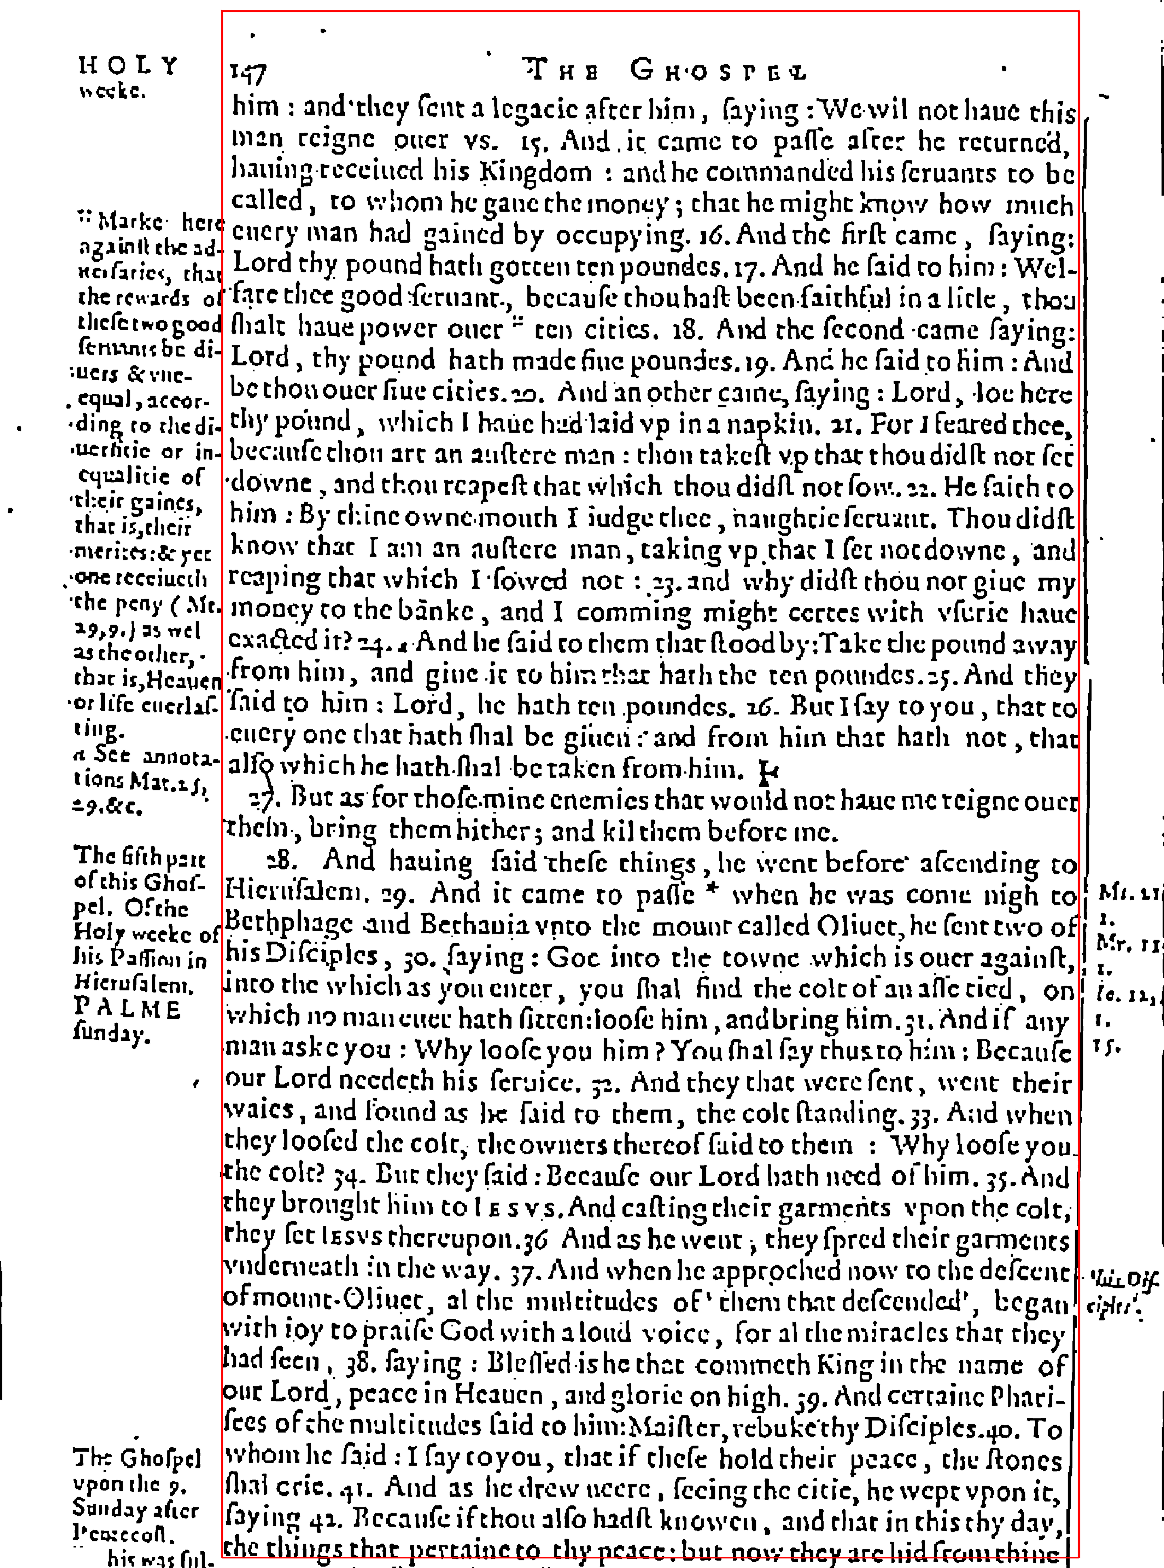 HOLY
weeke.
147 THE GHOSPEL
him : and they ſent a legacie after him, ſaying : We wil not haue this
man reigne ouer vs. 15. And it came to paſſe after he returned,
hauing receiued his Kingdom : and he commanded his ſeruants to be
called, to whom he gaue the money; that he might know how much
euery man had gained by occupying. 16. And the firſt came, ſaying:
Lord thy pound hath gotten ten poundes. 17. And he ſaid to him : Wel-
fare thee good ſeruant, becauſe thou haſt been faithful in a litle, thou
ſhalt haue power ouer " ten cities. 18. And the ſecond came ſaying:
Lord, thy pound hath made fiue poundes. 19. And he ſaid to him : And
be thou ouer fiue cities. 20. And an other came, ſaying : Lord, loe here
thy pound, which I haue had laid vp in a napkin. 21. For I feared thee,
becauſe thou art an auſtere man : thou takeſt vp that thou didſt not ſet
downe, and thou reapeſt that which thou didſt not ſow. 22. He ſaith to
him : By thine owne mouth I iudge thee, naughtie ſeruant. Thou didſt
know that I am an auſtere man, taking vp that I ſet not downe, and
reaping that which I ſowed not : 23. and why didſt thou not giue my
money to the banke, and I comming might certes with vſurie haue
exacted it? 24. And he ſaid to them that ſtood by: Take the pound away
from him, and giue it to him that hath the ten poundes. 25. And they
ſaid to him : Lord, he hath ten poundes. 26. But I ſay to you, that to
euery one that hath ſhal be giuen : and from him that hath not, that
alſo which he hath ſhal be taken from him.
27. But as for thoſe mine enemies that would not haue me reigne ouer
them, bring them hither; and kil them before me.
28. And hauing ſaid theſe things, he went before aſcending to
Hieruſalem. 29. And it came to paſſe * when he was come nigh to
Bethphage and Bethania vnto the mount called Oliuet, he ſent two of
his Diſciples, 30. ſaying : Goe into the towne which is ouer againſt,
into the which as you enter, you ſhal find the colt of an aſſe tied, on
which no man euer hath ſitten: looſe him, and bring him. 31. And if any
man aske you : Why looſe you him? You ſhal ſay thus to him : Becauſe
our Lord needeth his ſeruice. 32. And they that were ſent, went their
waies, and found as he ſaid to them, the colt ſtanding. 33. And when
they looſed the colt, the owners thereof ſaid to them : Why looſe you
the colt? 34. But they ſaid : Becauſe our Lord hath need of him. 35. And
they brought him to IESVS. And caſting their garments vpon the colt,
they ſet IESVS thereupon. 36 And as he went, they ſpred their garments
vnderneath in the way. 37. And when he approched now to the deſcent
of mount-Oliuet, al the multitudes of ' them that deſcended', began
with ioy to praiſe God with a loud voice, for al the miracles that they
had ſeen, 38. ſaying : Bleſſed is he that commeth King in the name of
our Lord, peace in Heauen, and glorie on high. 39. And certaine Phari-
ſees of the multitudes ſaid to him: Maiſter, rebuke thy Diſciples. 40. To
whom he ſaid : I ſay to you, that if theſe hold their peace, the ſtones
ſhal crie. 41. And as he drew neere, ſeeing the citie, he wept vpon it,
ſaying 42. Becauſe if thou alſo hadſt knowen, and that in this thy day,
the things that pertaine to thy peace: but now they are hid from thine
" Marke here
againſt the ad-
uerſaries, that
the rewards of
theſe two good
ſeruants be di-
uers & vne-
equal, accor-
ding to the di-
uerſitie or in-
equalitie of
their gaines,
that is, their
merites: & yet
one receiueth
the peny (Mt.
29,9.) as wel
as the other,
that is, Heauen
or life euerlaſ-
ting.
a See annota-
tions Mat. 25,
29. &c.
The fifth part
of this Ghoſ-
pel. Of the
Holy weeke of
his Paſſion in
Hieruſalem.
PALME
ſunday.
The Ghoſpel
vpon the 9.
Sunday after
Pentecoſt.
his was ful-
Mt. 21
1.
Mr. 11
1.
Io. 12,
1.
15.
'his Diſ-
ciples'.